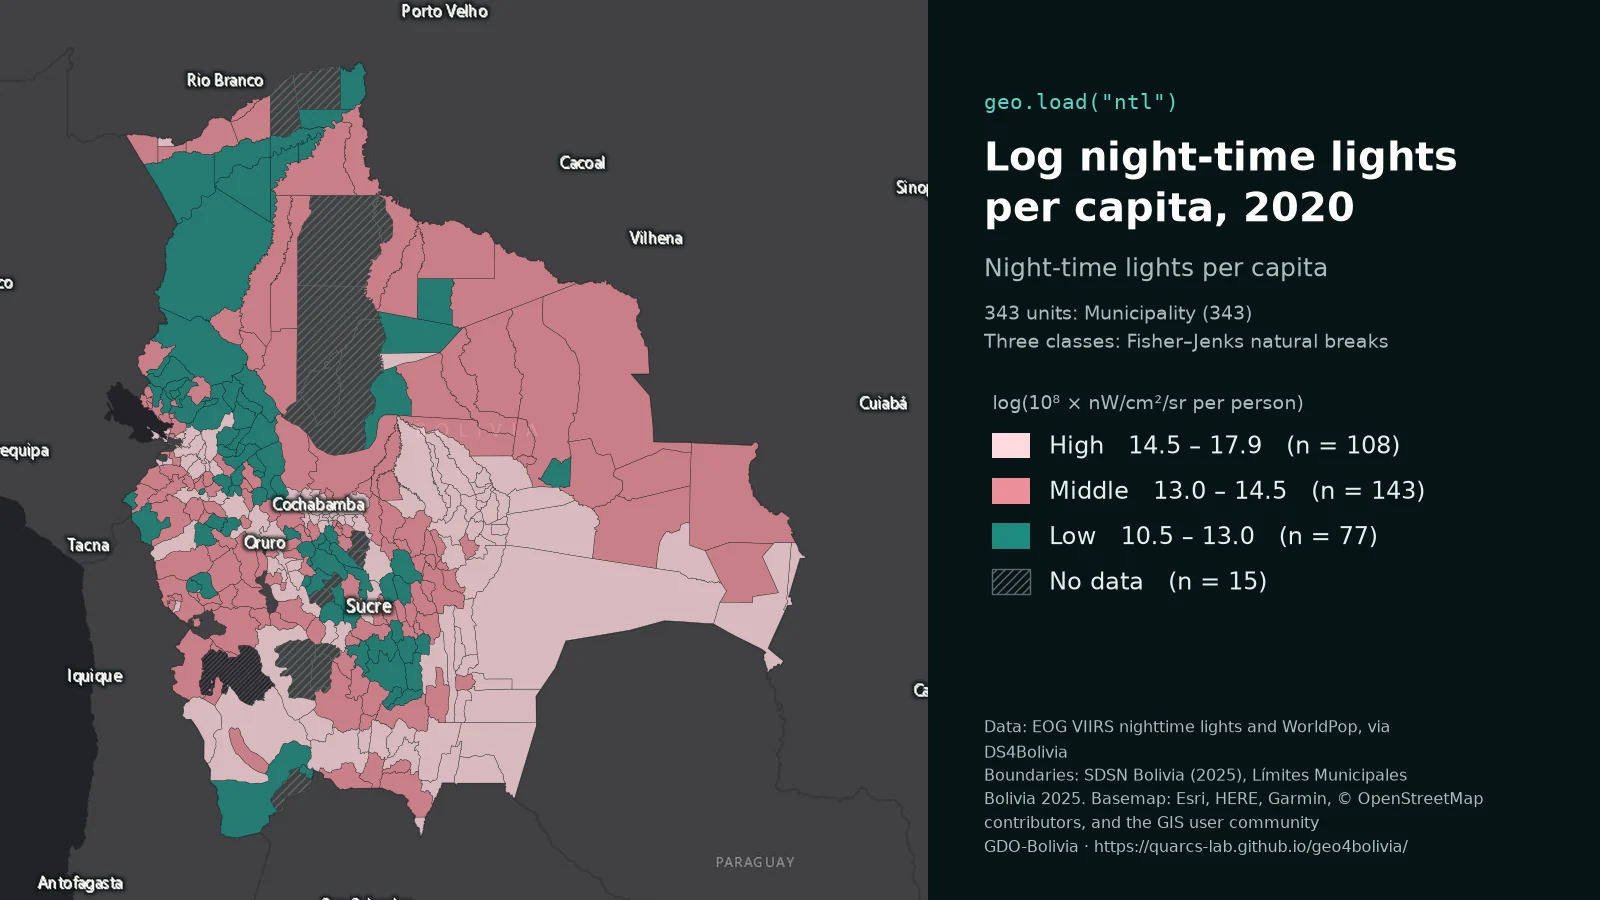 Porto Velho
Rio Branco
Cacoal
Vilhena
Cuiabá
BOLIVIA
equipa
Cochabamba
Tacna
Oruro
Sucre
Iquique
PARAGUAY
Antofagasta
geo.load("ntl")
Log night-time lights
per capita, 2020
Night-time lights per capita
343 units: Municipality (343)
Three classes: Fisher–Jenks natural breaks
log(10⁸ × nW/cm²/sr per person)
High 14.5 – 17.9 (n = 108)
Middle 13.0 – 14.5 (n = 143)
Low 10.5 – 13.0 (n = 77)
No data (n = 15)
Data: EOG VIIRS nighttime lights and WorldPop, via
DS4Bolivia
Boundaries: SDSN Bolivia (2025), Límites Municipales
Bolivia 2025. Basemap: Esri, HERE, Garmin, © OpenStreetMap
contributors, and the GIS user community
GDO-Bolivia · https://quarcs-lab.github.io/geo4bolivia/